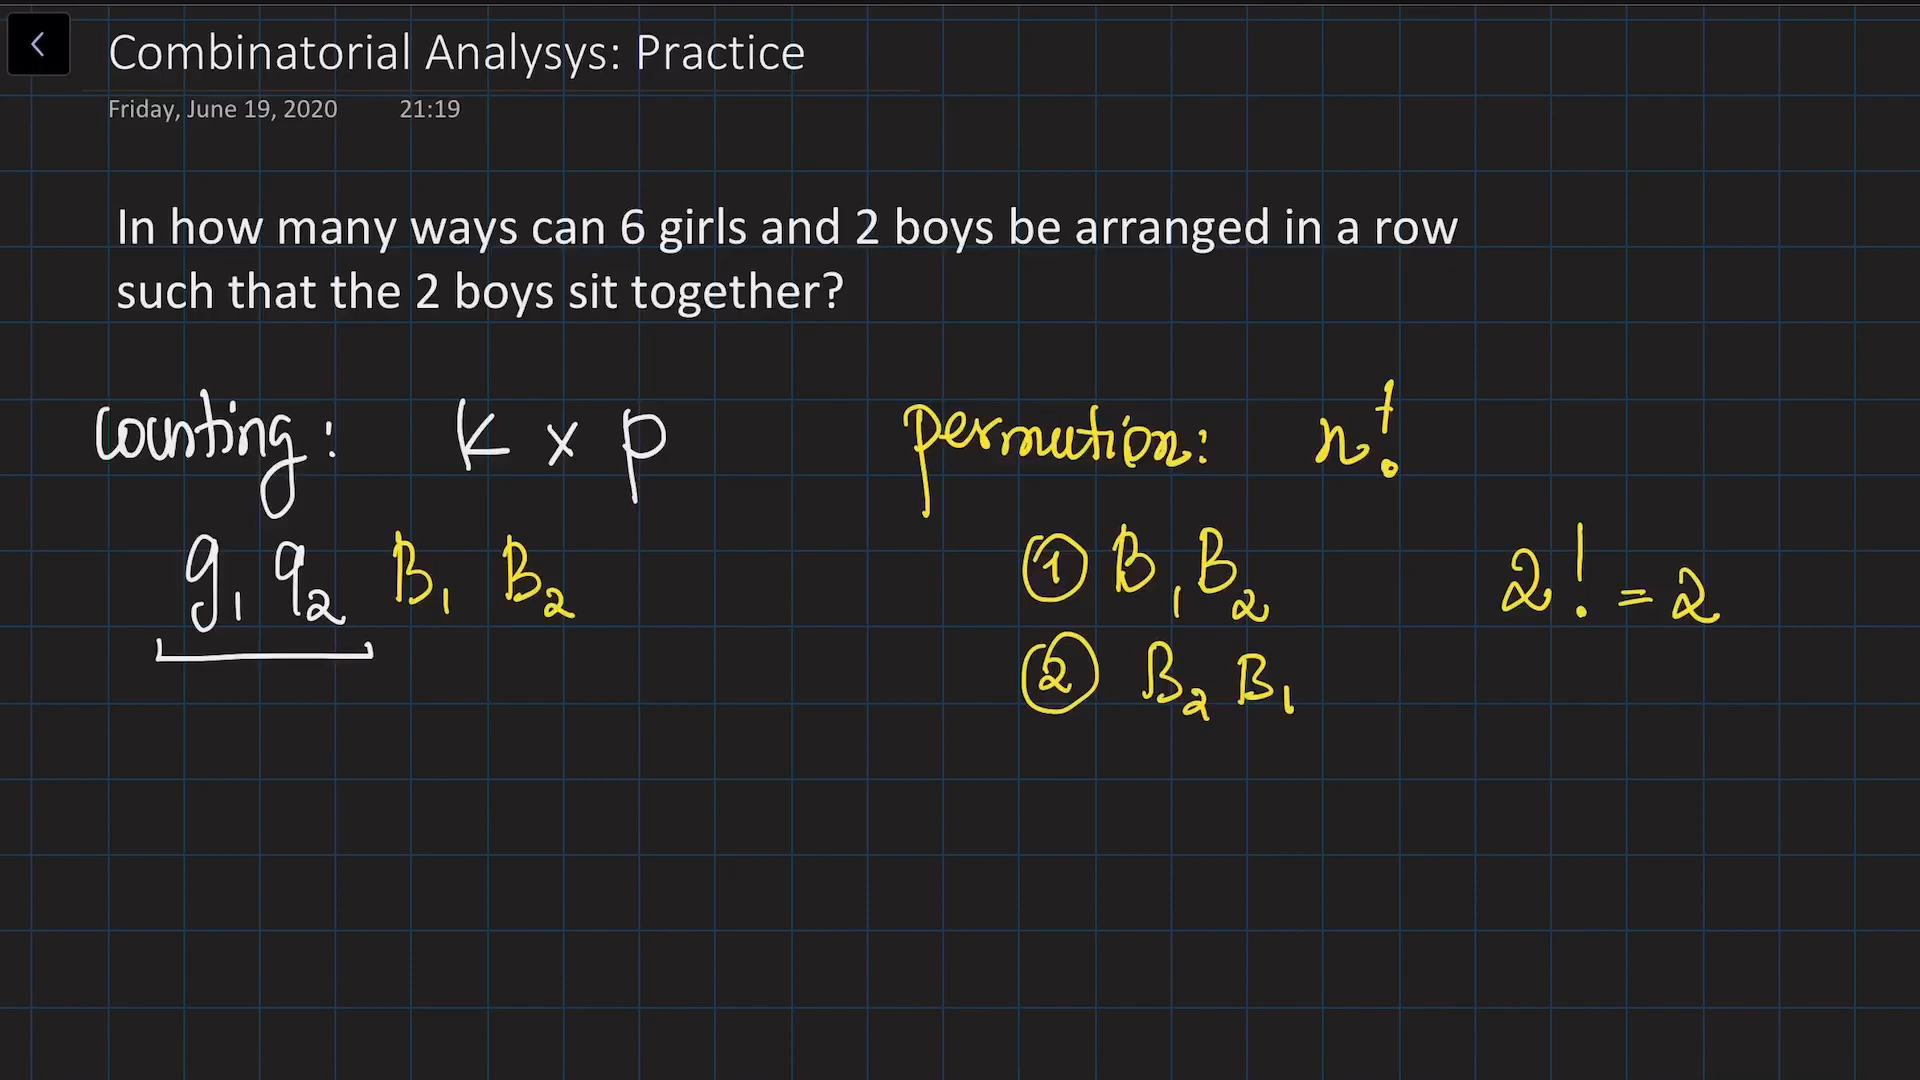 Combinatorial Analysys: Practice
Friday, June 19, 2020 21:19
In how many ways can 6 girls and 2 boys be arranged in a row
such that the 2 boys sit together?
counting: k x p
permution: n!
g₁ g₂ B₁ B₂
① B₁ B₂ 2! = 2
② B₂ B₁